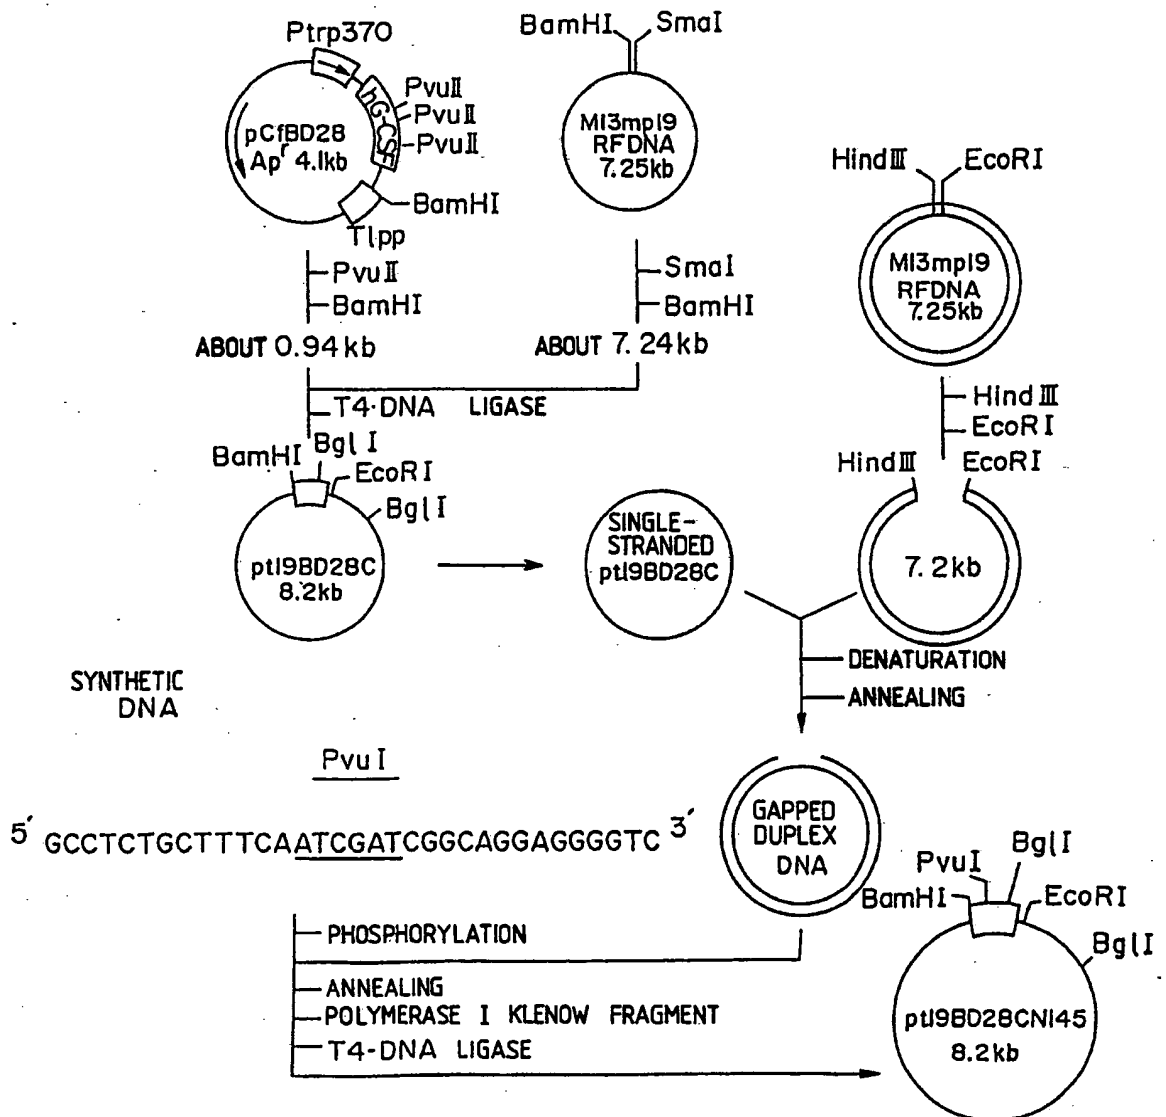 Ptrp370
hG-CSF
PvuII
PvuII
PvuII
pCfBD28
Apr 4.1kb
BamHI
Tlpp
PvuII
BamHI
ABOUT 0.94kb
BamHI SmaI
M13mp19
RFDNA
7.25kb
SmaI
BamHI
ABOUT 7.24kb
T4·DNA LIGASE
HindIII EcoRI
M13mp19
RFDNA
7.25kb
HindIII
EcoRI
HindIII EcoRI
7.2kb
BamHI BglI
EcoRI
BglI
pt19BD28C
8.2kb
SINGLE-
STRANDED
pt19BD28C
DENATURATION
ANNEALING
SYNTHETIC
DNA
PvuI
5' GCCTCTGCTTTCAATCGATCGGCAGGAGGGGTC 3'
GAPPED
DUPLEX
DNA
PHOSPHORYLATION
ANNEALING
POLYMERASE I KLENOW FRAGMENT
T4-DNA LIGASE
PvuI BglI
BamHI EcoRI
BglI
pt19BD28CN145
8.2kb